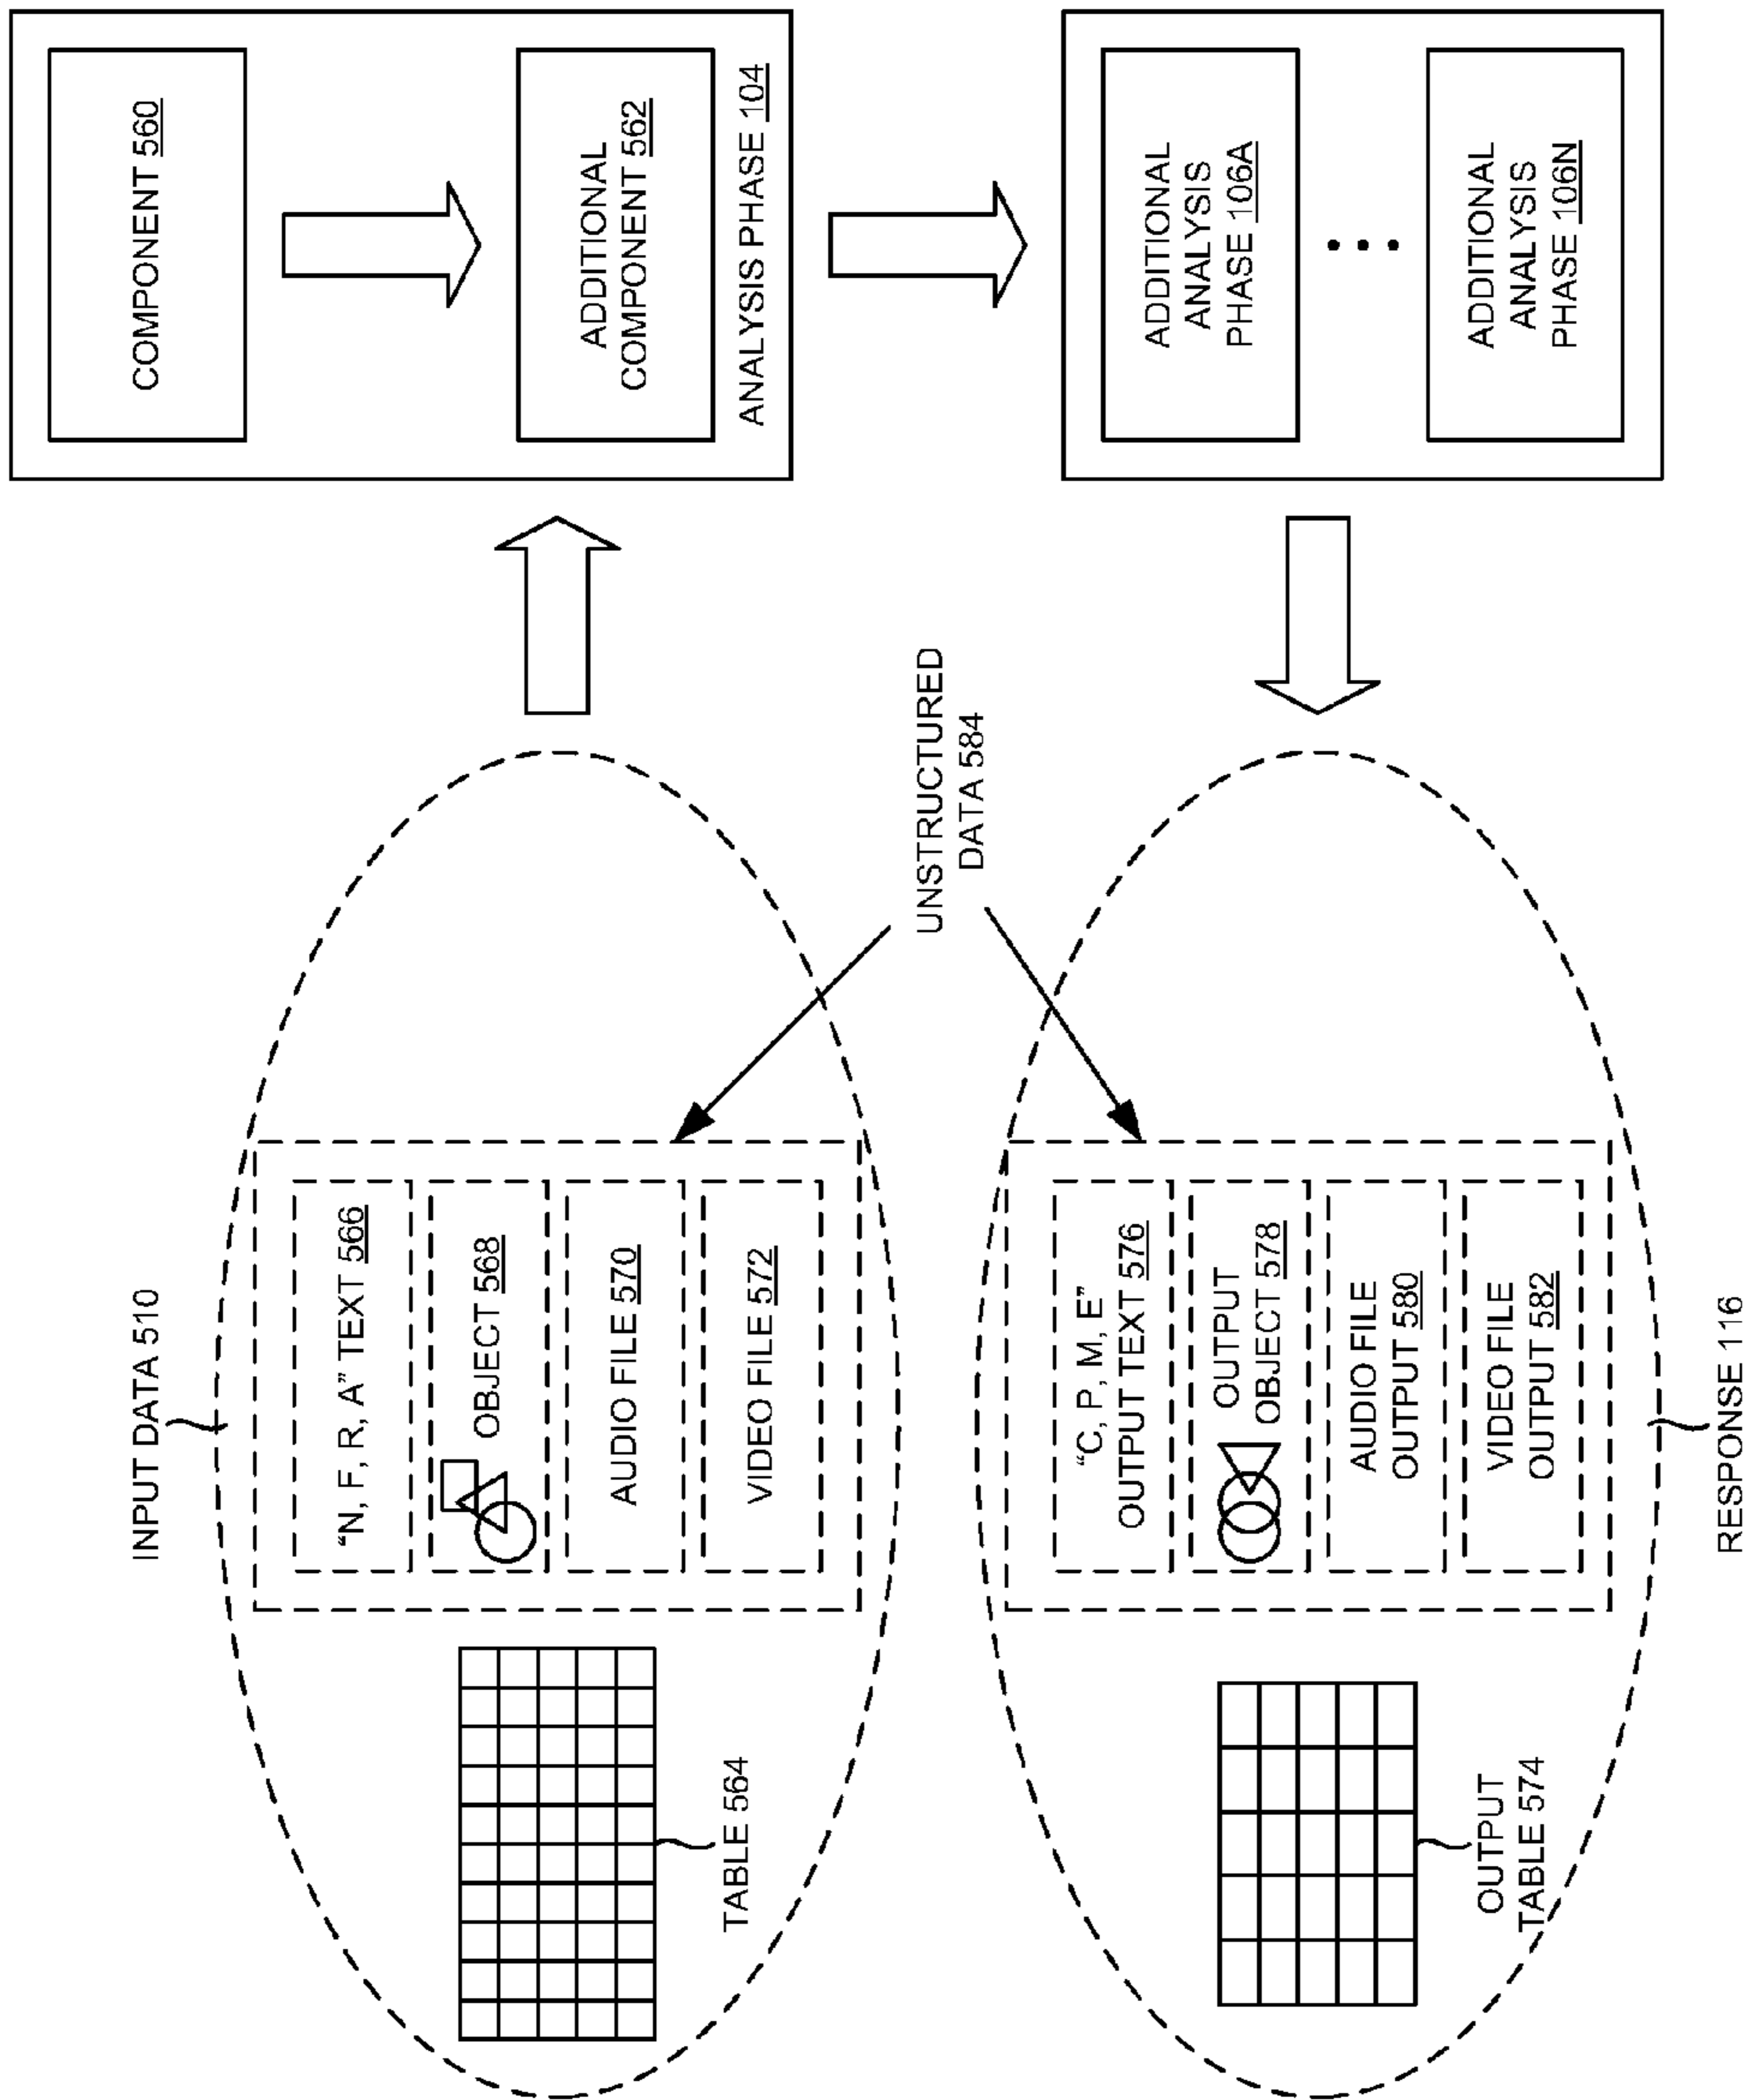 INPUT DATA 510
TABLE 564
"N, F, R, A" TEXT 566
OBJECT 568
AUDIO FILE 570
VIDEO FILE 572
COMPONENT 560
ADDITIONAL
COMPONENT 562
ANALYSIS PHASE 104
UNSTRUCTURED
DATA 584
OUTPUT
TABLE 574
"C, P, M, E"
OUTPUT TEXT 576
OUTPUT
OBJECT 578
AUDIO FILE
OUTPUT 580
VIDEO FILE
OUTPUT 582
ADDITIONAL
ANALYSIS
PHASE 106A
ADDITIONAL
ANALYSIS
PHASE 106N
RESPONSE 116